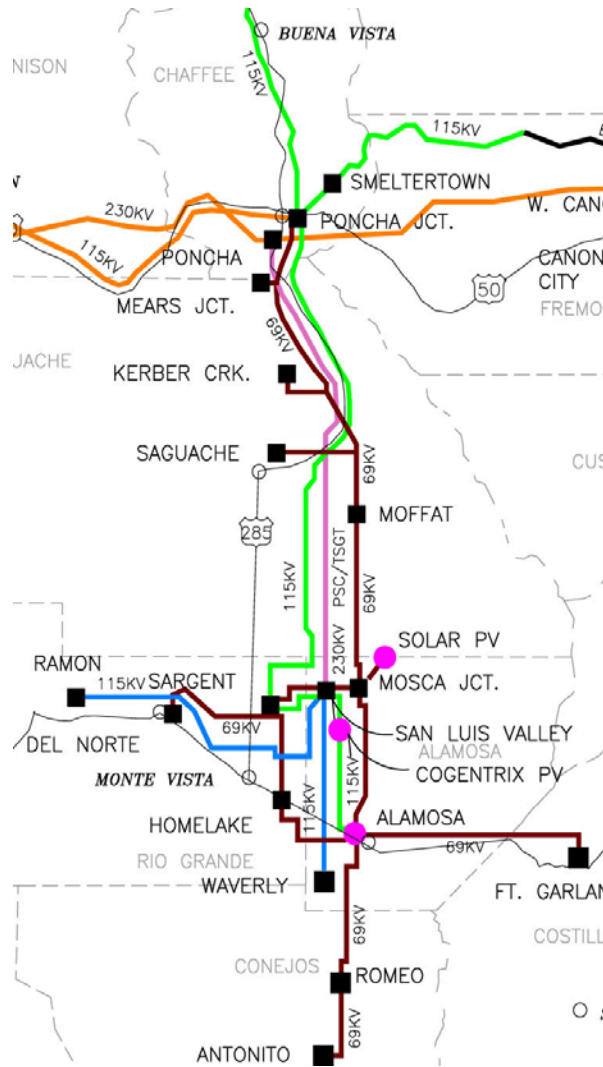 BUENA VISTA
NISON
CHAFFEE
115KV
115KV
SMELTERTOWN
230KV
W. CANO
PONCHA JCT.
PONCHA
115KV
CANON
CITY
50
MEARS JCT.
FREMO
69KV
JACHE
KERBER CRK.
SAGUACHE
69KV
CUS
MOFFAT
285
115KV
PSC/TSGT
69KV
230KV
SOLAR PV
RAMON
115KV
SARGENT
MOSCA JCT.
69KV
SAN LUIS VALLEY
DEL NORTE
ALAMOSA
COGENTRIX PV
MONTE VISTA
115KV
115KV
HOMELAKE
ALAMOSA
69KV
RIO GRANDE
WAVERLY
FT. GARLAN
69KV
COSTILL
CONEJOS
ROMEO
69KV
ANTONITO